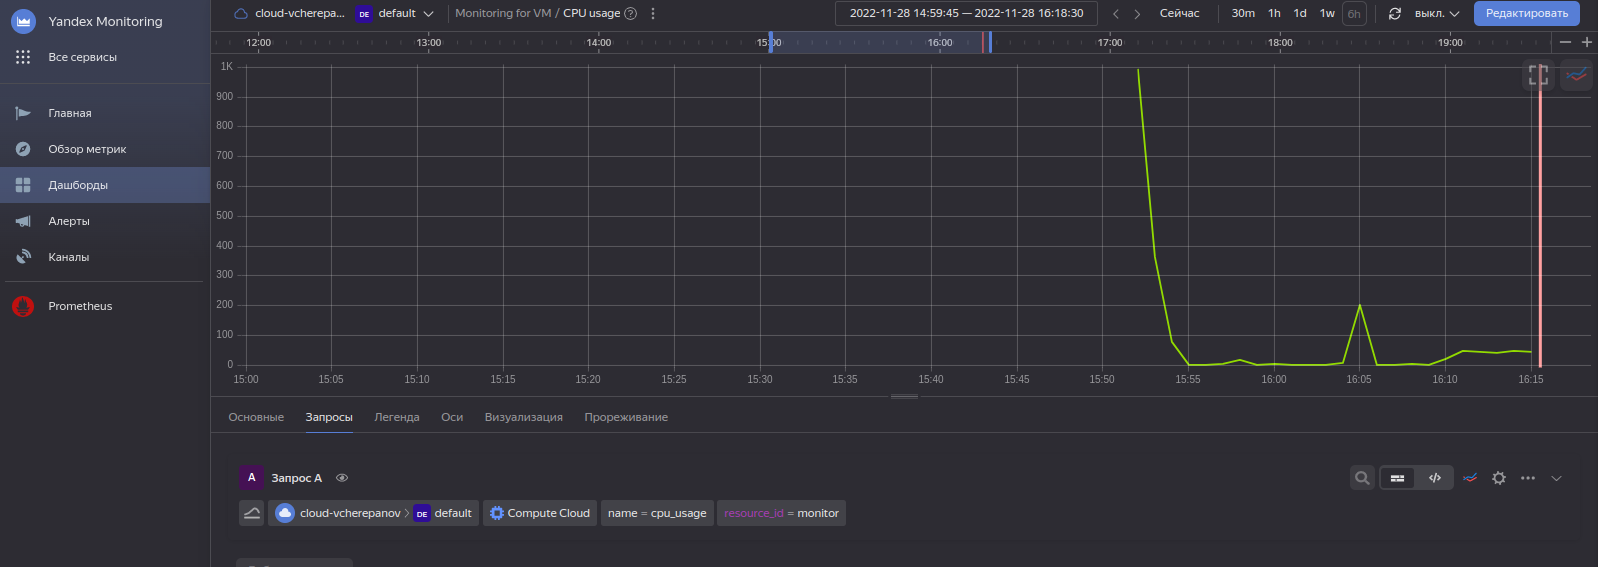 Yandex Monitoring
Все сервисы
Главная
Обзор метрик
Дашборды
Алерты
Каналы
Prometheus
cloud-vcherepa... DE default Monitoring for VM / CPU usage ? 2022-11-28 14:59:45 — 2022-11-28 16:18:30 Сейчас 30m 1h 1d 1w 6h выкл. Редактировать
12:00 13:00 14:00 15:00 16:00 17:00 18:00 19:00
1K
900
800
700
600
500
400
300
200
100
0
15:00 15:05 15:10 15:15 15:20 15:25 15:30 15:35 15:40 15:45 15:50 15:55 16:00 16:05 16:10 16:15
Основные Запросы Легенда Оси Визуализация Прореживание
A Запрос A
cloud-vcherepanov > DE default Compute Cloud name = cpu_usage resource_id = monitor